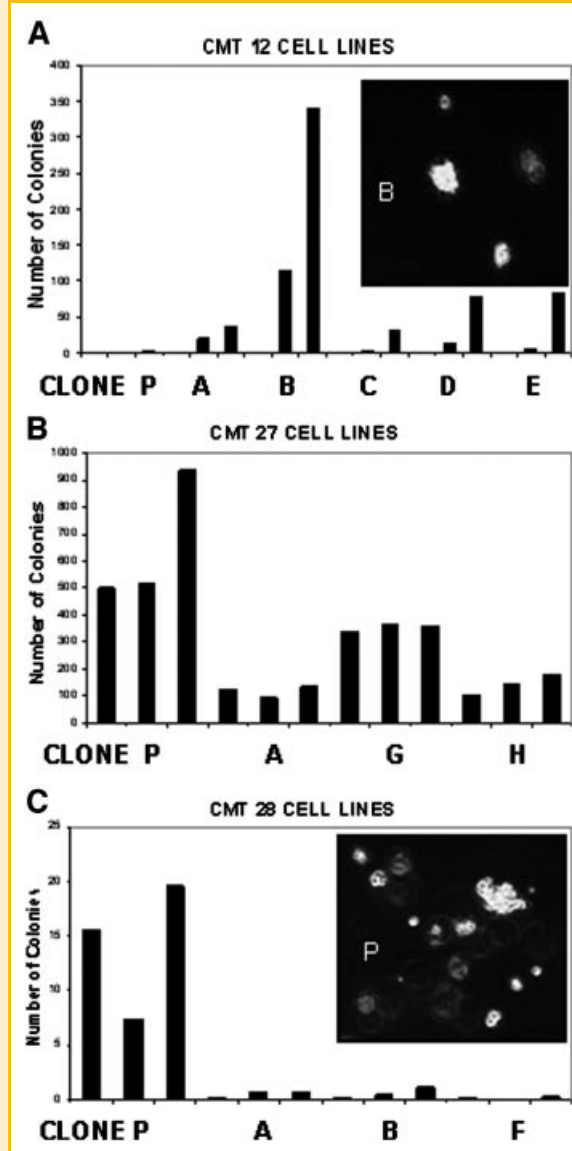 A
CMT 12 CELL LINES
400
350
300
250
200
150
100
50
0
Number of Colonies
B
CLONE P A B C D E
B
CMT 27 CELL LINES
1000
900
800
700
600
500
400
300
200
100
0
Number of Colonies
CLONE P A G H
C
CMT 28 CELL LINES
25
20
15
10
5
0
Number of Colonies
P
CLONE P A B F